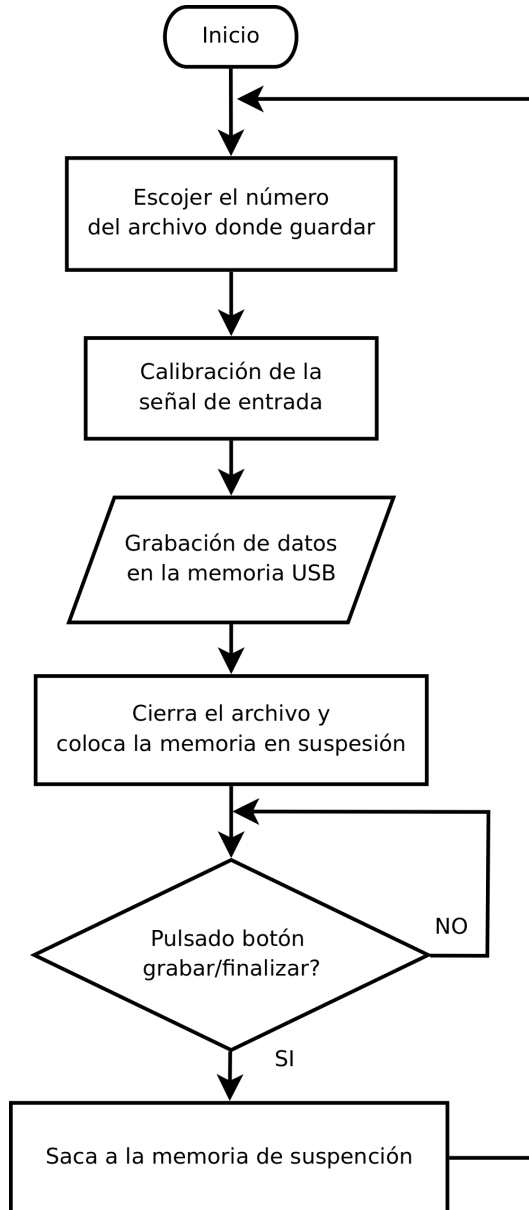 Inicio
Escojer el número
del archivo donde guardar
Calibración de la
señal de entrada
Grabación de datos
en la memoria USB
Cierra el archivo y
coloca la memoria en suspesión
Pulsado botón
grabar/finalizar?
NO
SI
Saca a la memoria de suspención